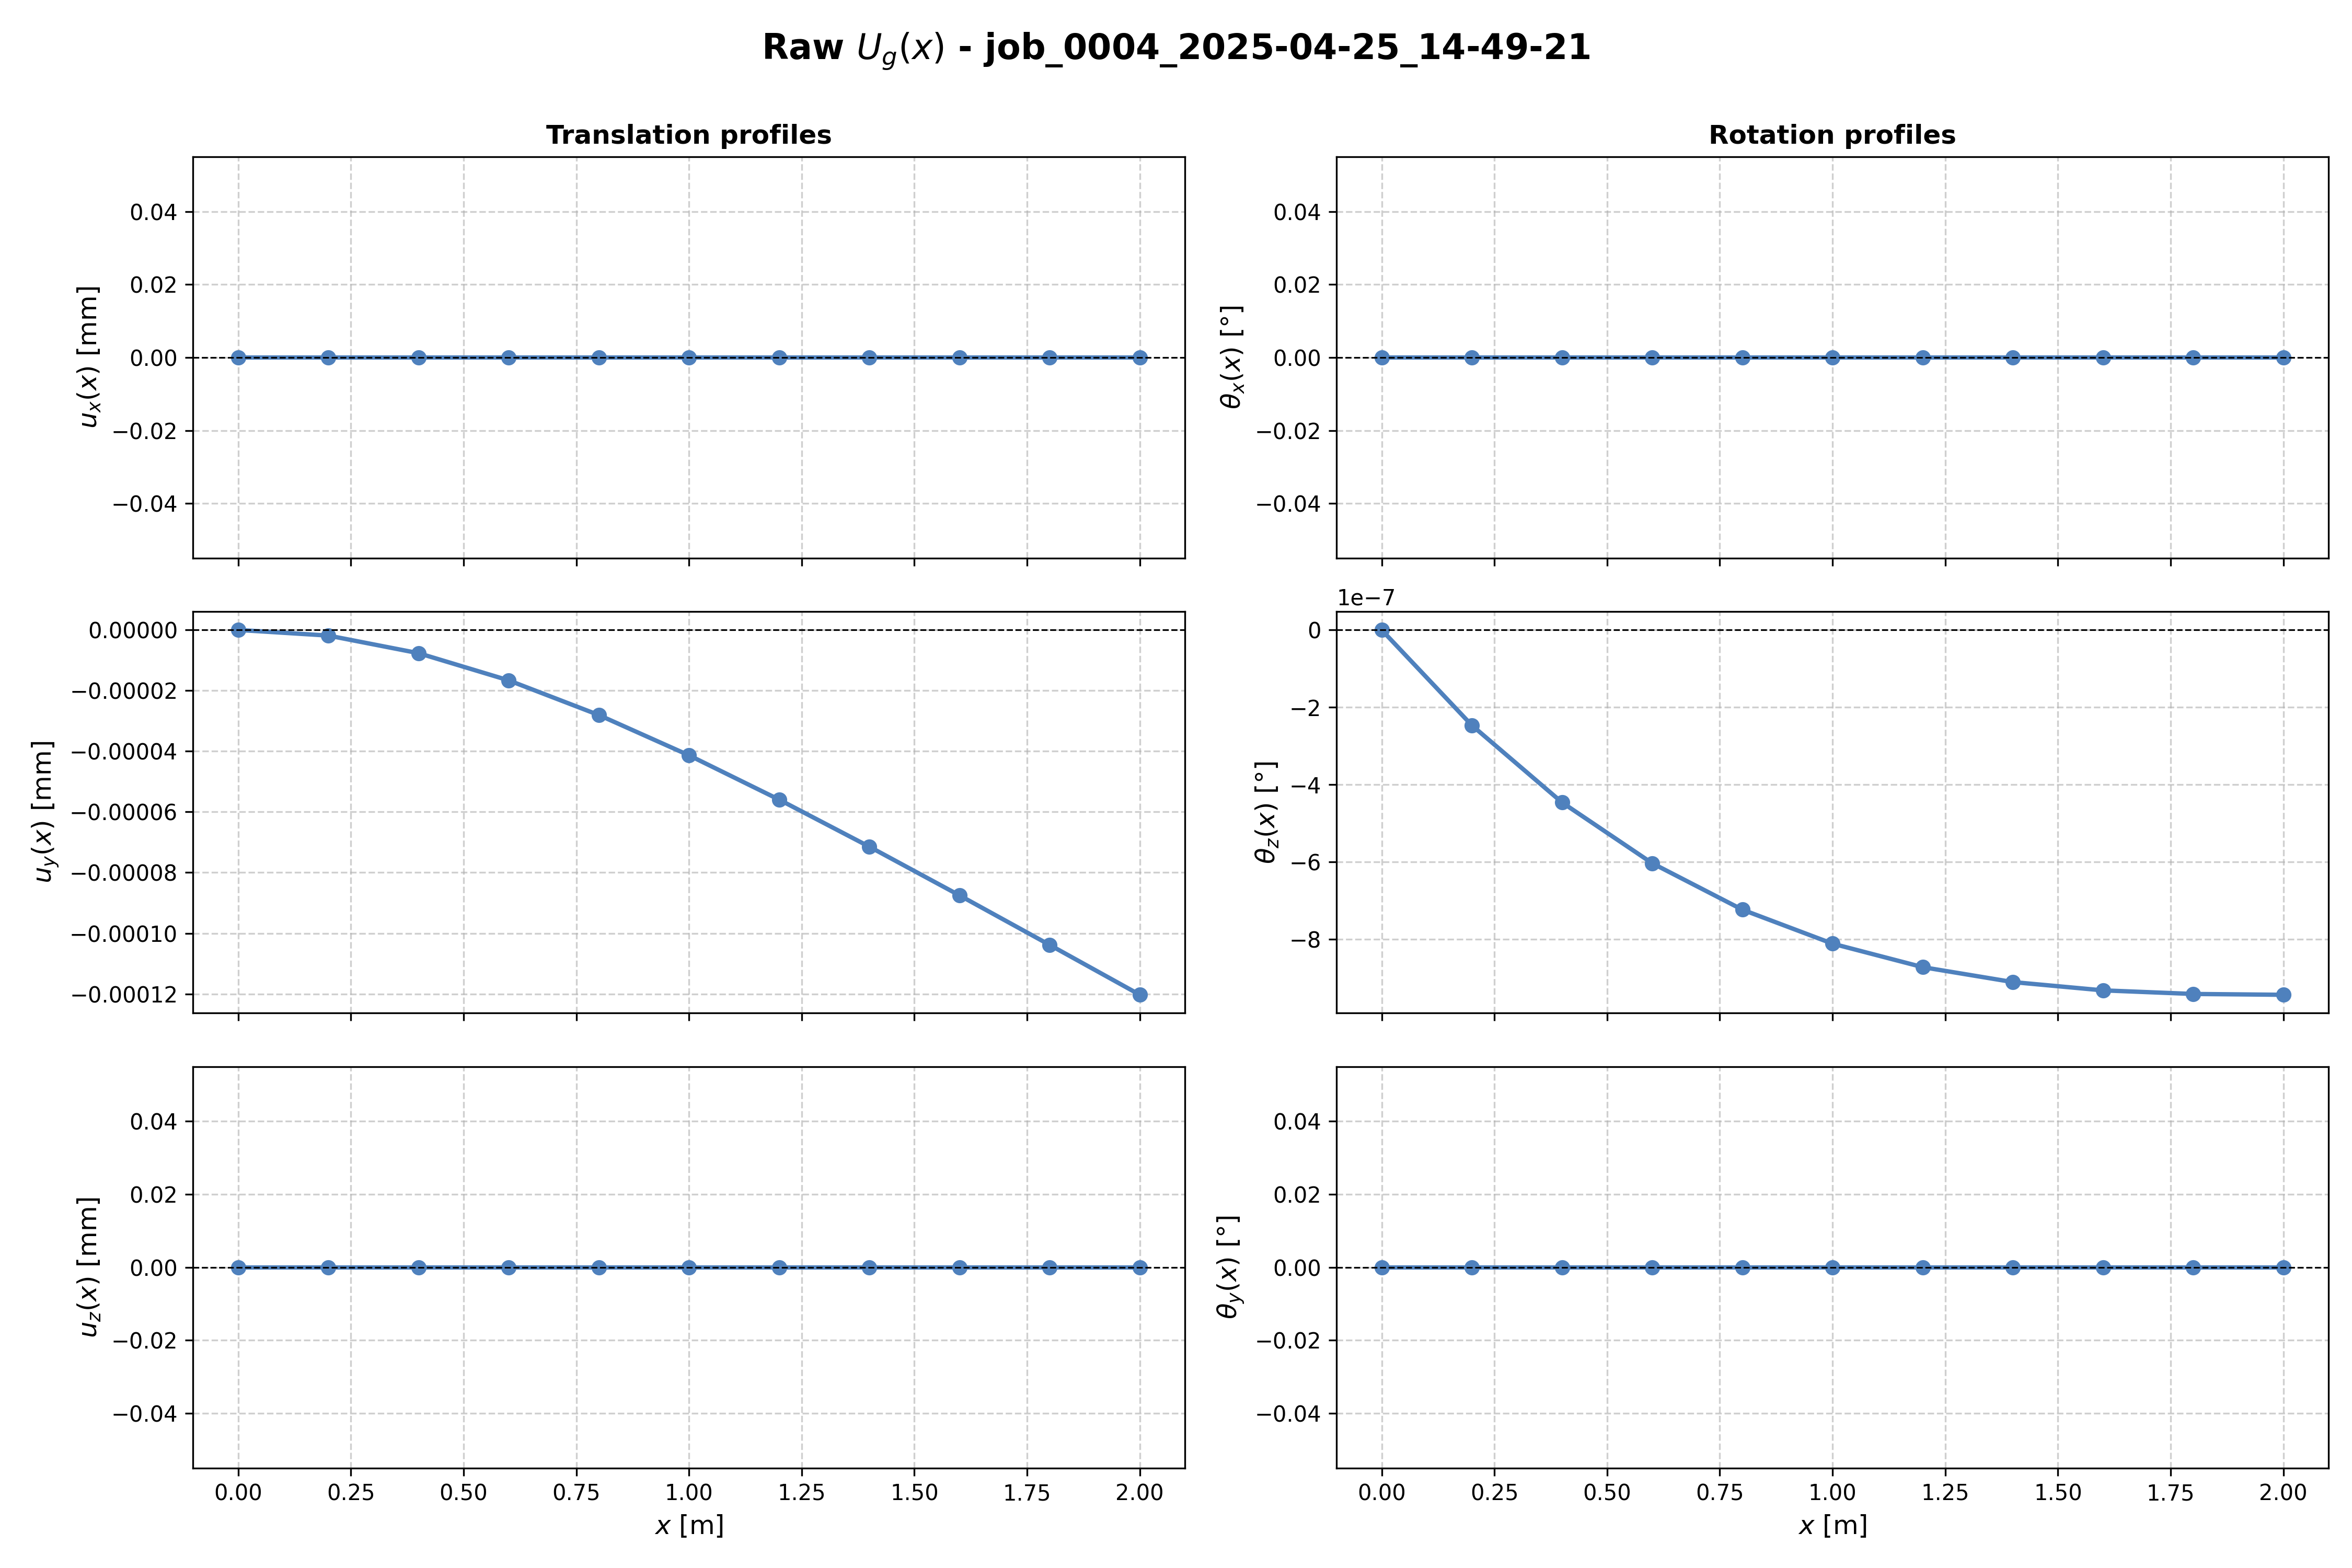 Raw U_g(x) - job_0004_2025-04-25_14-49-21
Translation profiles
0.04
0.02
0.00
−0.02
−0.04
u_x(x) [mm]
Rotation profiles
0.04
0.02
0.00
−0.02
−0.04
θ_x(x) [°]
0.00000
−0.00002
−0.00004
−0.00006
−0.00008
−0.00010
−0.00012
u_y(x) [mm]
1e−7
0
−2
−4
−6
−8
θ_z(x) [°]
0.04
0.02
0.00
−0.02
−0.04
u_z(x) [mm]
0.00 0.25 0.50 0.75 1.00 1.25 1.50 1.75 2.00
x [m]
0.04
0.02
0.00
−0.02
−0.04
θ_y(x) [°]
0.00 0.25 0.50 0.75 1.00 1.25 1.50 1.75 2.00
x [m]